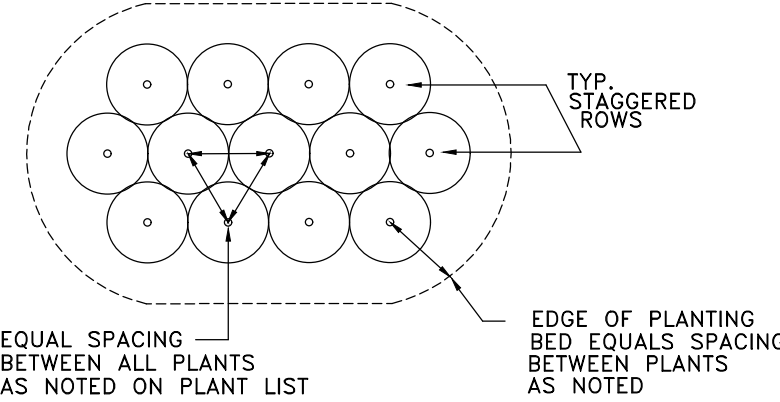 TYP.
STAGGERED
ROWS
EQUAL SPACING
BETWEEN ALL PLANTS
AS NOTED ON PLANT LIST
EDGE OF PLANTING
BED EQUALS SPACING
BETWEEN PLANTS
AS NOTED